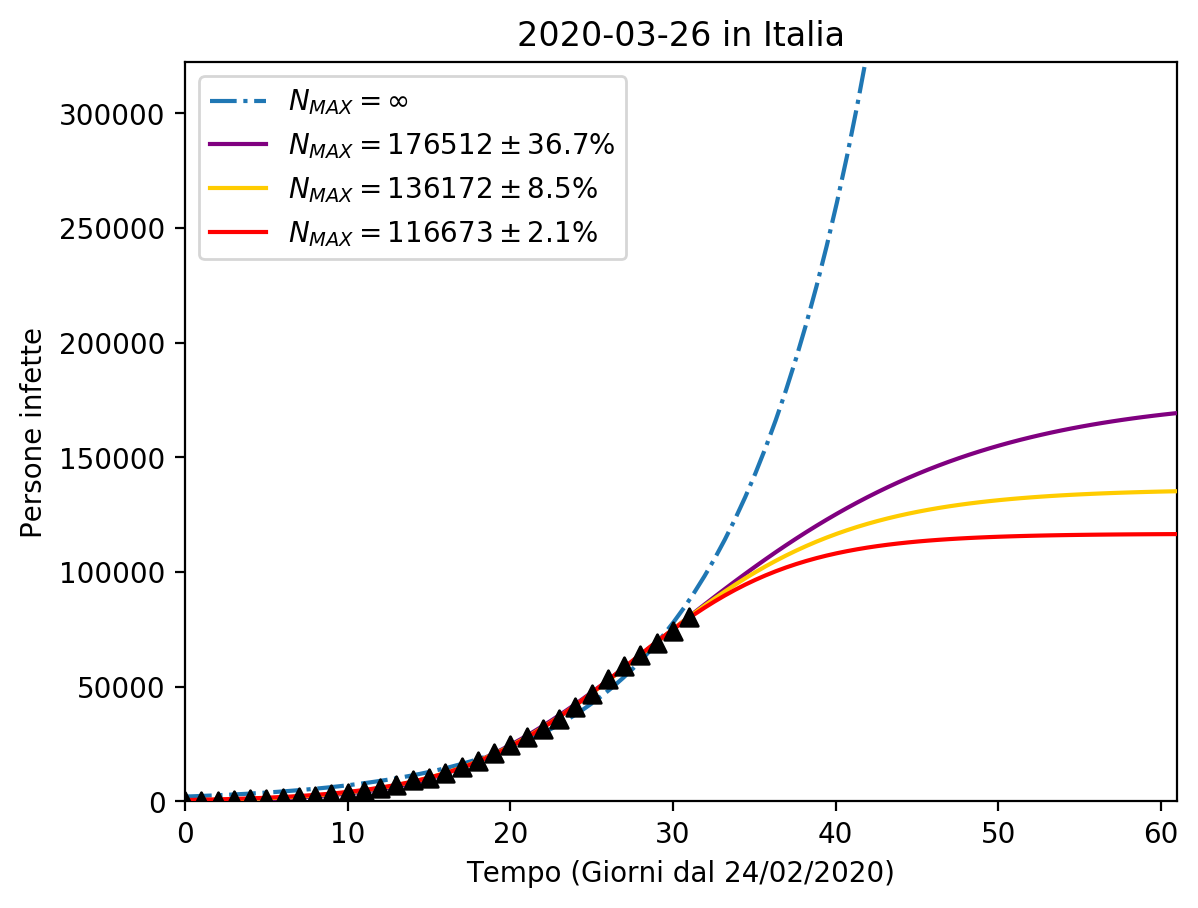 2020-03-26 in Italia
N_MAX = ∞
N_MAX = 176512 ± 36.7%
N_MAX = 136172 ± 8.5%
N_MAX = 116673 ± 2.1%
Persone infette
300000
250000
200000
150000
100000
50000
0
0 10 20 30 40 50 60
Tempo (Giorni dal 24/02/2020)